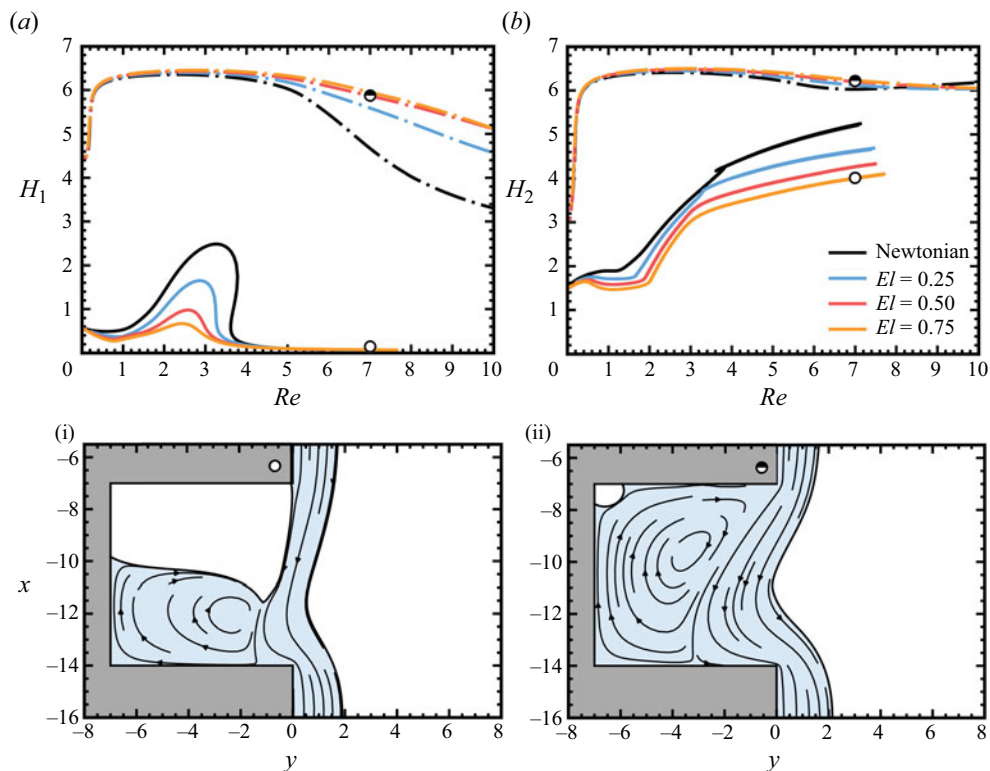 (a)
(b)
7
6
5
4
3
2
1
H1
0 1 2 3 4 5 6 7 8 9 10
Re
7
6
5
4
3
2
1
H2
Newtonian
El = 0.25
El = 0.50
El = 0.75
0 1 2 3 4 5 6 7 8 9 10
Re
(i)
(ii)
–6
–8
–10
x
–12
–14
–16
–8 –6 –4 –2 0 2 4 6 8
y
–6
–8
–10
–12
–14
–16
–8 –6 –4 –2 0 2 4 6 8
y